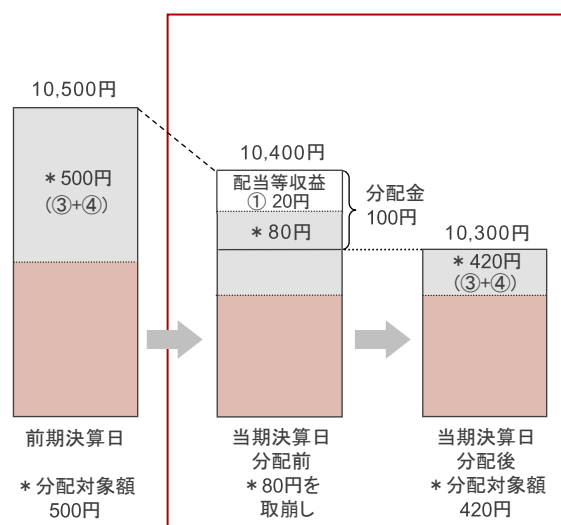 10,500円
＊500円
(③+④)
前期決算日
＊分配対象額
500円
10,400円
配当等収益
① 20円
＊80円
分配金
100円
当期決算日
分配前
＊80円を
取崩し
10,300円
＊420円
(③+④)
当期決算日
分配後
＊分配対象額
420円